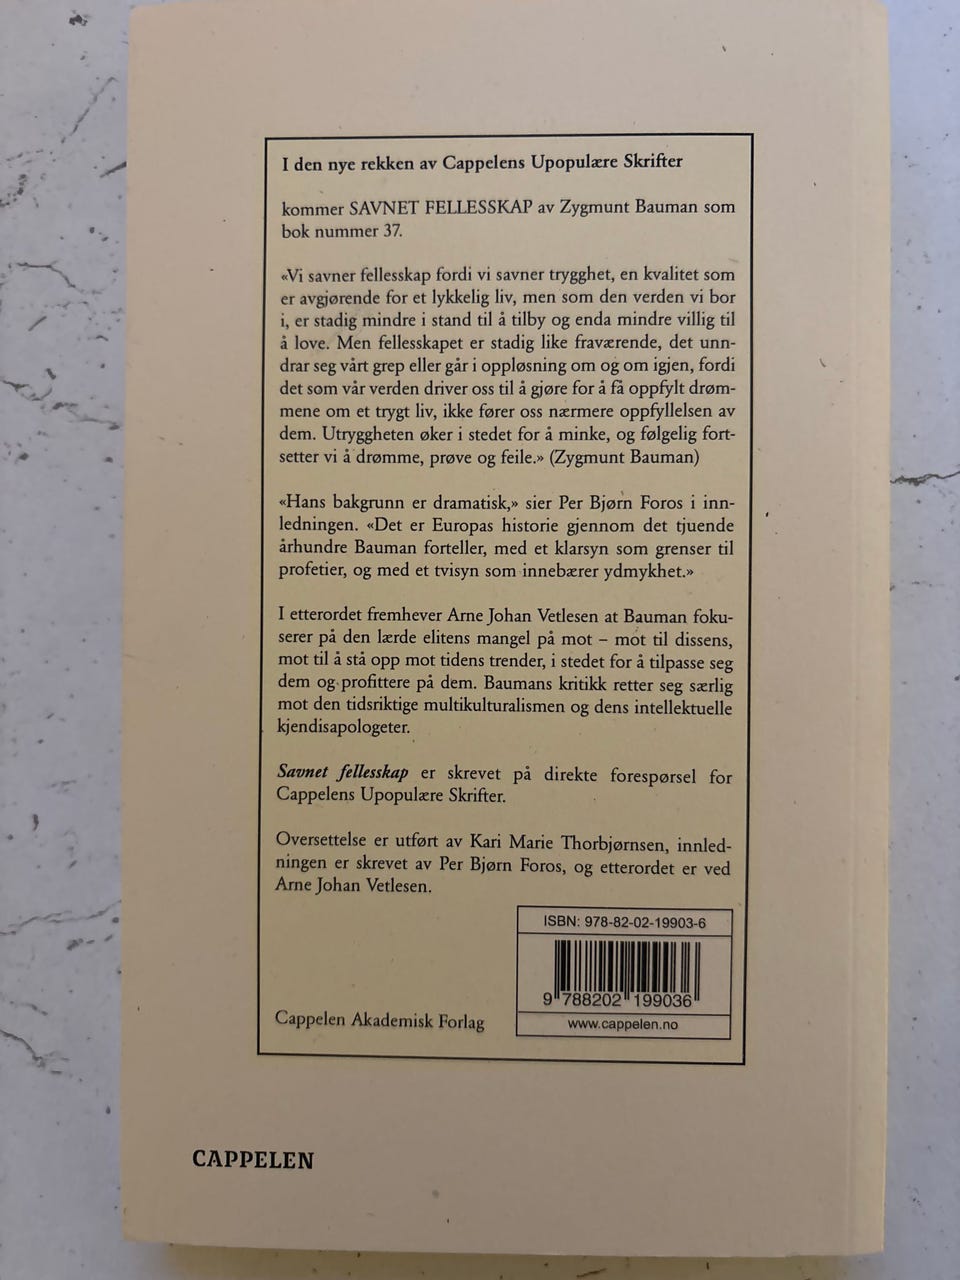 I den nye rekken av Cappelens Upopulære Skrifter
kommer SAVNET FELLESSKAP av Zygmunt Bauman som
bok nummer 37.
«Vi savner fellesskap fordi vi savner trygghet, en kvalitet som
er avgjørende for et lykkelig liv, men som den verden vi bor
i, er stadig mindre i stand til å tilby og enda mindre villig til
å love. Men fellesskapet er stadig like fraværende, det unn-
drar seg vårt grep eller går i oppløsning om og om igjen, fordi
det som vår verden driver oss til å gjøre for å få oppfylt drøm-
mene om et trygt liv, ikke fører oss nærmere oppfyllelsen av
dem. Utryggheten øker i stedet for å minke, og følgelig fort-
setter vi å drømme, prøve og feile.» (Zygmunt Bauman)
«Hans bakgrunn er dramatisk,» sier Per Bjørn Foros i inn-
ledningen. «Det er Europas historie gjennom det tjuende
århundre Bauman forteller, med et klarsyn som grenser til
profetier, og med et tvisyn som innebærer ydmykhet.»
I etterordet fremhever Arne Johan Vetlesen at Bauman foku-
serer på den lærde elitens mangel på mot – mot til dissens,
mot til å stå opp mot tidens trender, i stedet for å tilpasse seg
dem og profittere på dem. Baumans kritikk retter seg særlig
mot den tidsriktige multikulturalismen og dens intellektuelle
kjendisapologeter.
Savnet fellesskap er skrevet på direkte forespørsel for
Cappelens Upopulære Skrifter.
Oversettelse er utført av Kari Marie Thorbjørnsen, innled-
ningen er skrevet av Per Bjørn Foros, og etterordet er ved
Arne Johan Vetlesen.
ISBN: 978-82-02-19903-6
9 788202 199036
www.cappelen.no
Cappelen Akademisk Forlag
CAPPELEN